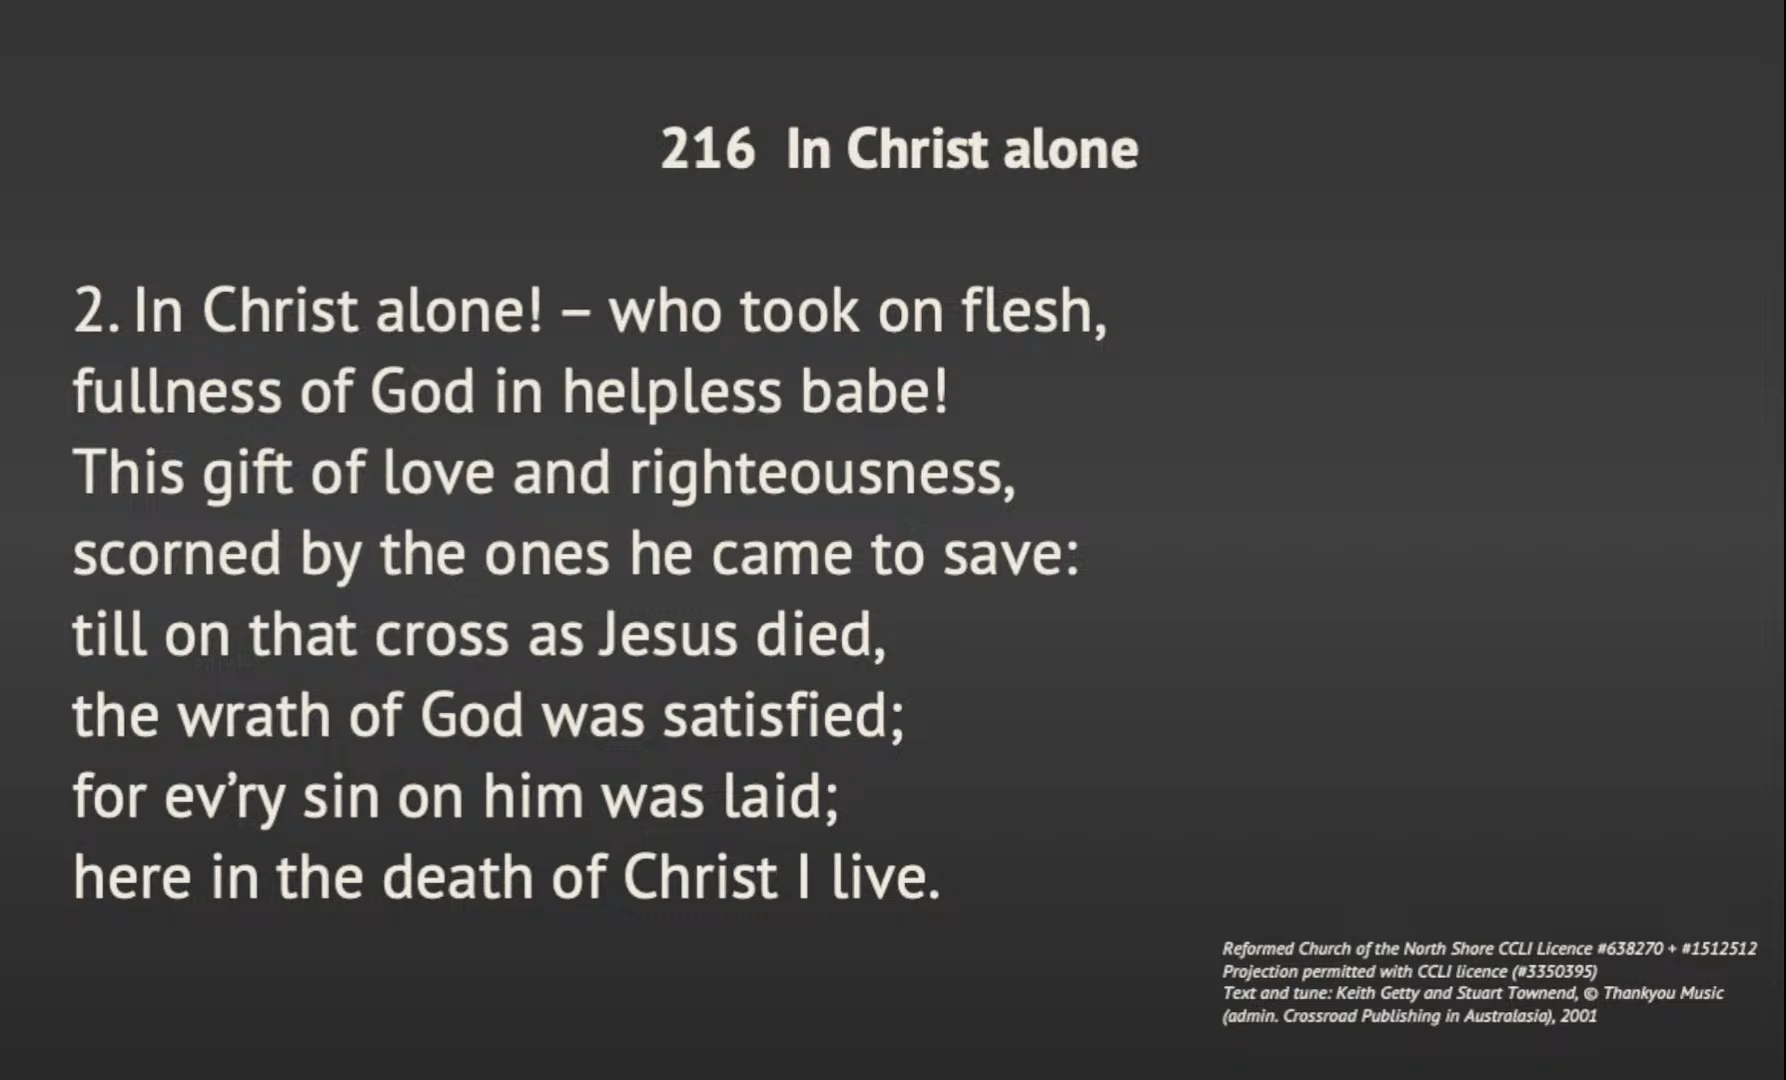 216 In Christ alone
2. In Christ alone! – who took on flesh,
fullness of God in helpless babe!
This gift of love and righteousness,
scorned by the ones he came to save:
till on that cross as Jesus died,
the wrath of God was satisfied;
for ev’ry sin on him was laid;
here in the death of Christ I live.
Reformed Church of the North Shore CCLI Licence #638270 + #1512512
Projection permitted with CCLI licence (#3350395)
Text and tune: Keith Getty and Stuart Townend, © Thankyou Music
(admin. Crossroad Publishing in Australasia), 2001